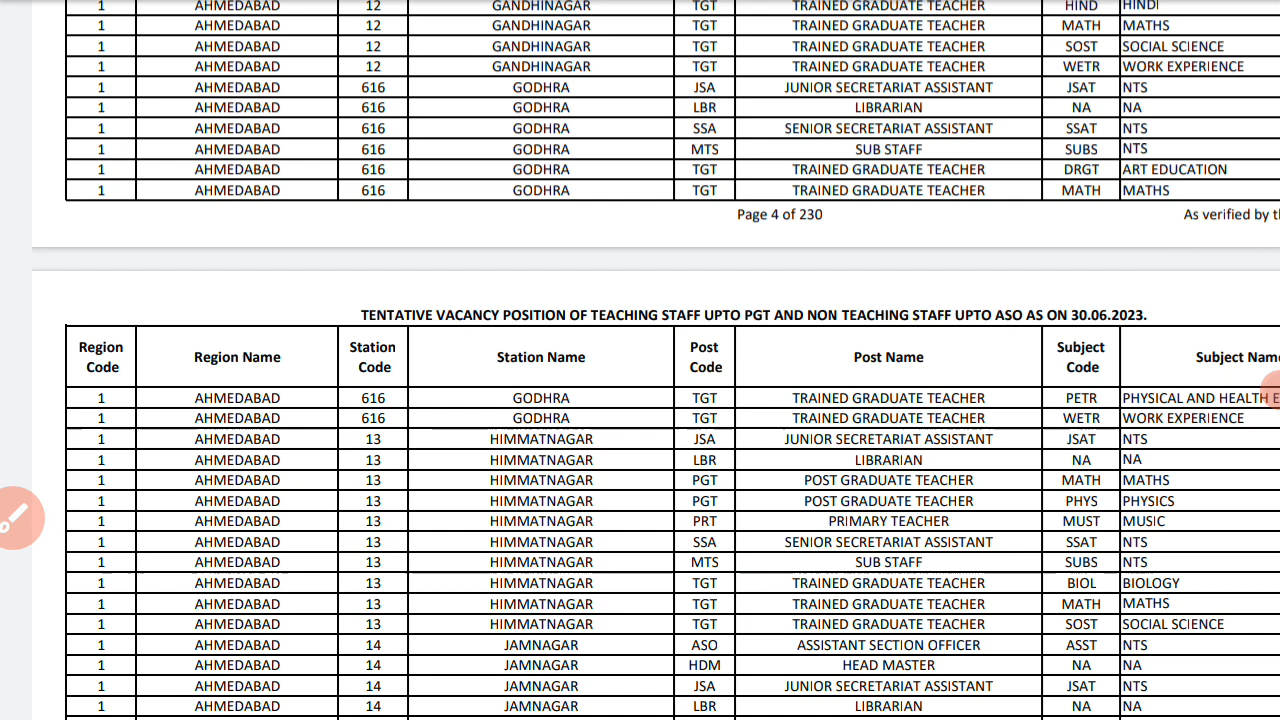 1 AHMEDABAD 12 GANDHINAGAR TGT TRAINED GRADUATE TEACHER HIND HINDI
1 AHMEDABAD 12 GANDHINAGAR TGT TRAINED GRADUATE TEACHER MATH MATHS
1 AHMEDABAD 12 GANDHINAGAR TGT TRAINED GRADUATE TEACHER SOST SOCIAL SCIENCE
1 AHMEDABAD 12 GANDHINAGAR TGT TRAINED GRADUATE TEACHER WETR WORK EXPERIENCE
1 AHMEDABAD 616 GODHRA JSA JUNIOR SECRETARIAT ASSISTANT JSAT NTS
1 AHMEDABAD 616 GODHRA LBR LIBRARIAN NA NA
1 AHMEDABAD 616 GODHRA SSA SENIOR SECRETARIAT ASSISTANT SSAT NTS
1 AHMEDABAD 616 GODHRA MTS SUB STAFF SUBS NTS
1 AHMEDABAD 616 GODHRA TGT TRAINED GRADUATE TEACHER DRGT ART EDUCATION
1 AHMEDABAD 616 GODHRA TGT TRAINED GRADUATE TEACHER MATH MATHS
Page 4 of 230 As verified by
TENTATIVE VACANCY POSITION OF TEACHING STAFF UPTO PGT AND NON TEACHING STAFF UPTO ASO AS ON 30.06.2023.
Region Code Region Name Station Code Station Name Post Code Post Name Subject Code Subject Name
1 AHMEDABAD 616 GODHRA TGT TRAINED GRADUATE TEACHER PETR PHYSICAL AND HEALTH E
1 AHMEDABAD 616 GODHRA TGT TRAINED GRADUATE TEACHER WETR WORK EXPERIENCE
1 AHMEDABAD 13 HIMMATNAGAR JSA JUNIOR SECRETARIAT ASSISTANT JSAT NTS
1 AHMEDABAD 13 HIMMATNAGAR LBR LIBRARIAN NA NA
1 AHMEDABAD 13 HIMMATNAGAR PGT POST GRADUATE TEACHER MATH MATHS
1 AHMEDABAD 13 HIMMATNAGAR PGT POST GRADUATE TEACHER PHYS PHYSICS
1 AHMEDABAD 13 HIMMATNAGAR PRT PRIMARY TEACHER MUST MUSIC
1 AHMEDABAD 13 HIMMATNAGAR SSA SENIOR SECRETARIAT ASSISTANT SSAT NTS
1 AHMEDABAD 13 HIMMATNAGAR MTS SUB STAFF SUBS NTS
1 AHMEDABAD 13 HIMMATNAGAR TGT TRAINED GRADUATE TEACHER BIOL BIOLOGY
1 AHMEDABAD 13 HIMMATNAGAR TGT TRAINED GRADUATE TEACHER MATH MATHS
1 AHMEDABAD 13 HIMMATNAGAR TGT TRAINED GRADUATE TEACHER SOST SOCIAL SCIENCE
1 AHMEDABAD 14 JAMNAGAR ASO ASSISTANT SECTION OFFICER ASST NTS
1 AHMEDABAD 14 JAMNAGAR HDM HEAD MASTER NA NA
1 AHMEDABAD 14 JAMNAGAR JSA JUNIOR SECRETARIAT ASSISTANT JSAT NTS
1 AHMEDABAD 14 JAMNAGAR LBR LIBRARIAN NA NA